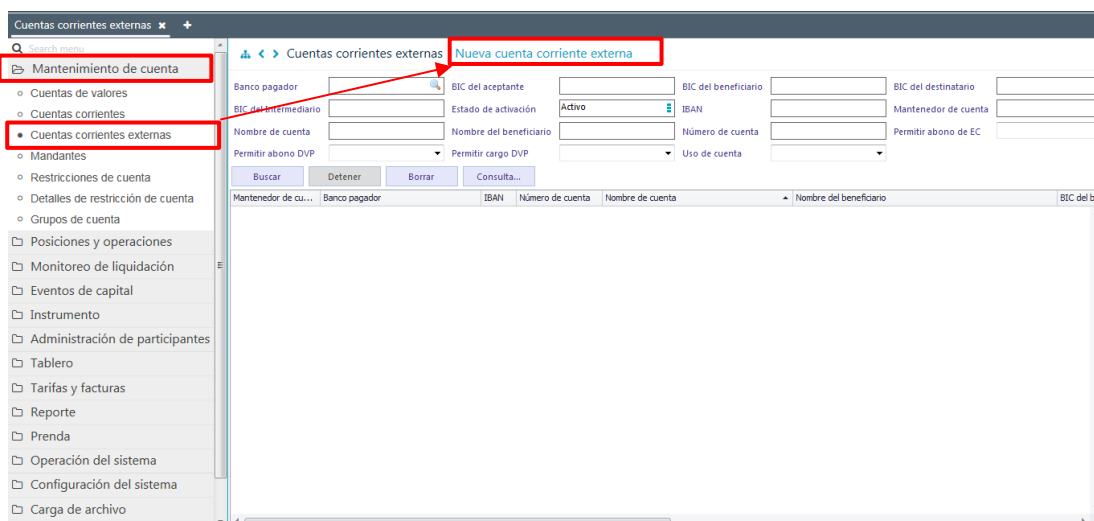 Cuentas corrientes externas × +
Search menu
Mantenimiento de cuenta
Cuentas de valores
Cuentas corrientes
Cuentas corrientes externas
Mandantes
Restricciones de cuenta
Detalles de restricción de cuenta
Grupos de cuenta
Posiciones y operaciones
Monitoreo de liquidación
Eventos de capital
Instrumento
Administración de participantes
Tablero
Tarifas y facturas
Reporte
Prenda
Operación del sistema
Configuración del sistema
Carga de archivo
Cuentas corrientes externas Nueva cuenta corriente externa
Banco pagador BIC del aceptante BIC del beneficiario BIC del destinatario
BIC del Intermediario Estado de activación Activo IBAN Mantenedor de cuenta
Nombre de cuenta Nombre del beneficiario Número de cuenta Permitir abono de EC
Permitir abono DVP Permitir cargo DVP Uso de cuenta
Buscar Detener Borrar Consulta...
Mantenedor de cu... Banco pagador IBAN Número de cuenta Nombre de cuenta Nombre del beneficiario BIC del b